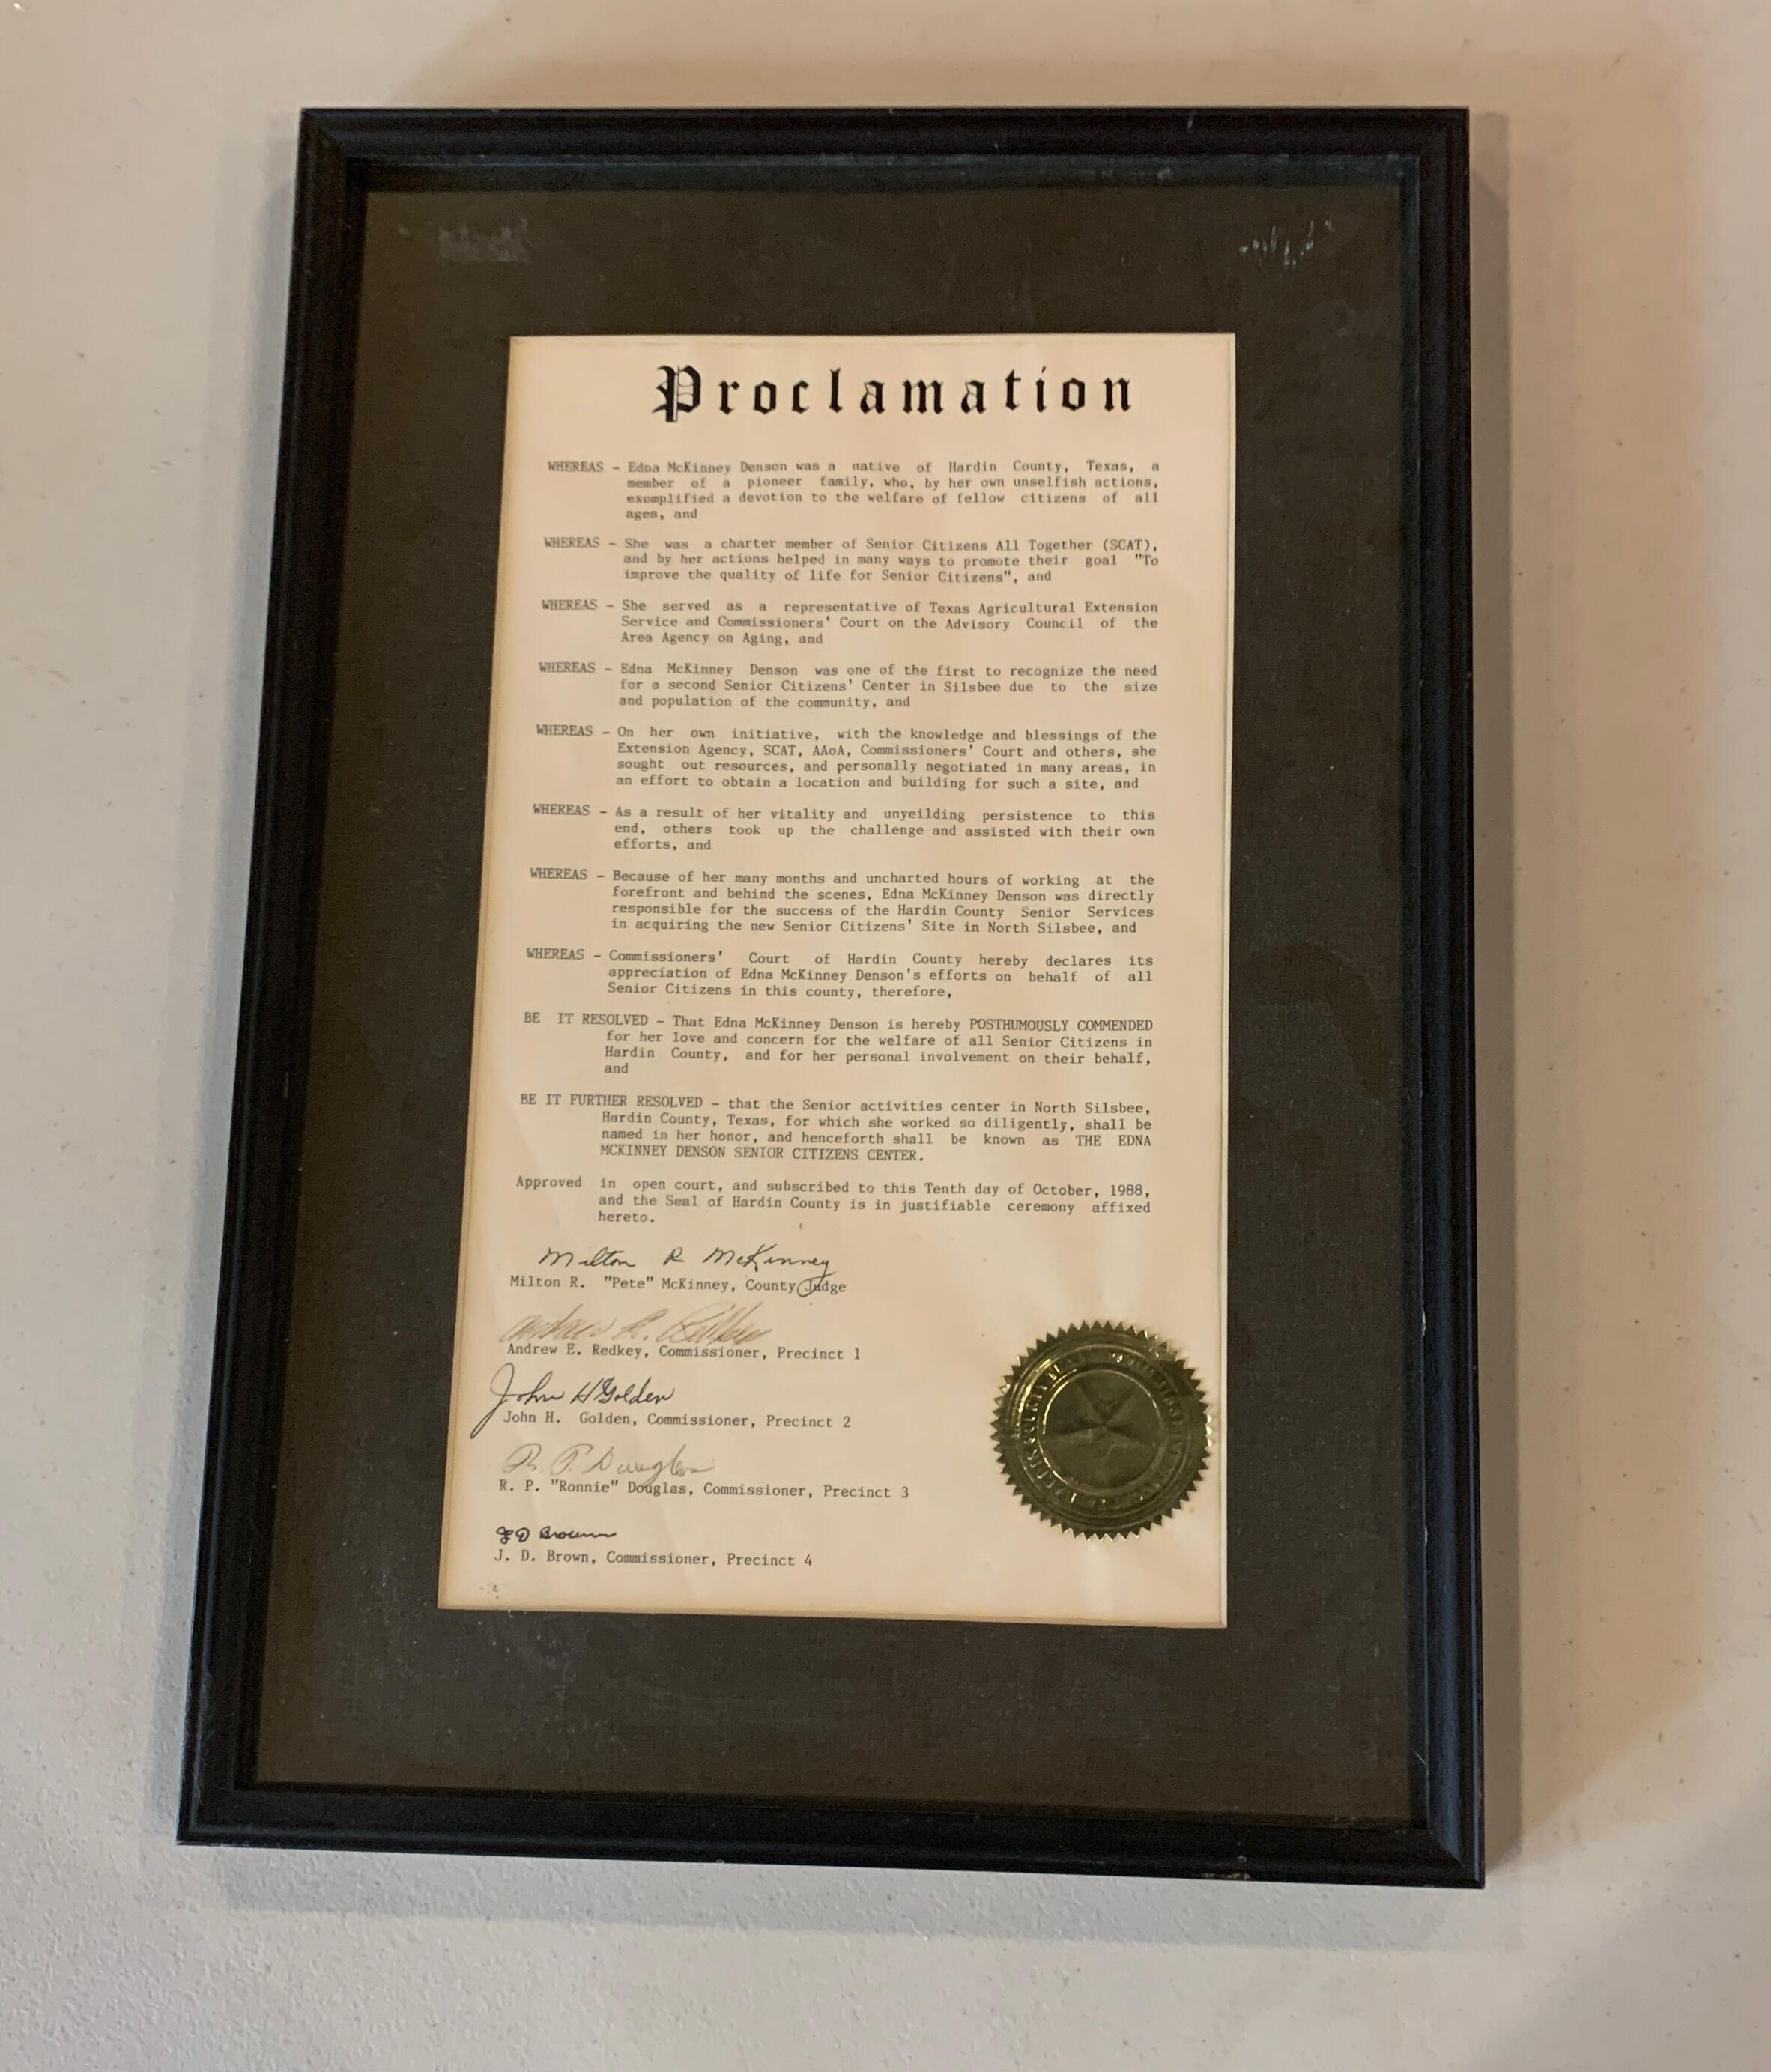 Proclamation
WHEREAS - Edna McKinney Denson was a native of Hardin County, Texas, a
member of a pioneer family, who, by her own unselfish actions,
exemplified a devotion to the welfare of fellow citizens of all
ages, and
WHEREAS - She was a charter member of Senior Citizens All Together (SCAT),
and by her actions helped in many ways to promote their goal "To
improve the quality of life for Senior Citizens", and
WHEREAS - She served as a representative of Texas Agricultural Extension
Service and Commissioners' Court on the Advisory Council of the
Area Agency on Aging, and
WHEREAS - Edna McKinney Denson was one of the first to recognize the need
for a second Senior Citizens' Center in Silsbee due to the size
and population of the community, and
WHEREAS - On her own initiative, with the knowledge and blessings of the
Extension Agency, SCAT, AAoA, Commissioners' Court and others, she
sought out resources, and personally negotiated in many areas, in
an effort to obtain a location and building for such a site, and
WHEREAS - As a result of her vitality and unyeilding persistence to this
end, others took up the challenge and assisted with their own
efforts, and
WHEREAS - Because of her many months and uncharted hours of working at the
forefront and behind the scenes, Edna McKinney Denson was directly
responsible for the success of the Hardin County Senior Services
in acquiring the new Senior Citizens' Site in North Silsbee, and
WHEREAS - Commissioners' Court of Hardin County hereby declares its
appreciation of Edna McKinney Denson's efforts on behalf of all
Senior Citizens in this county, therefore,
BE IT RESOLVED - That Edna McKinney Denson is hereby POSTHUMOUSLY COMMENDED
for her love and concern for the welfare of all Senior Citizens in
Hardin County, and for her personal involvement on their behalf,
and
BE IT FURTHER RESOLVED - that the Senior activities center in North Silsbee,
Hardin County, Texas, for which she worked so diligently, shall be
named in her honor, and henceforth shall be known as THE EDNA
MCKINNEY DENSON SENIOR CITIZENS CENTER.
Approved in open court, and subscribed to this Tenth day of October, 1988,
and the Seal of Hardin County is in justifiable ceremony affixed
hereto.
Milton R McKinney
Milton R. "Pete" McKinney, County Judge
Andrew E. Redkey, Commissioner, Precinct 1
John H Golden
John H. Golden, Commissioner, Precinct 2
R. P. Douglas
R. P. "Ronnie" Douglas, Commissioner, Precinct 3
J D Brown
J. D. Brown, Commissioner, Precinct 4